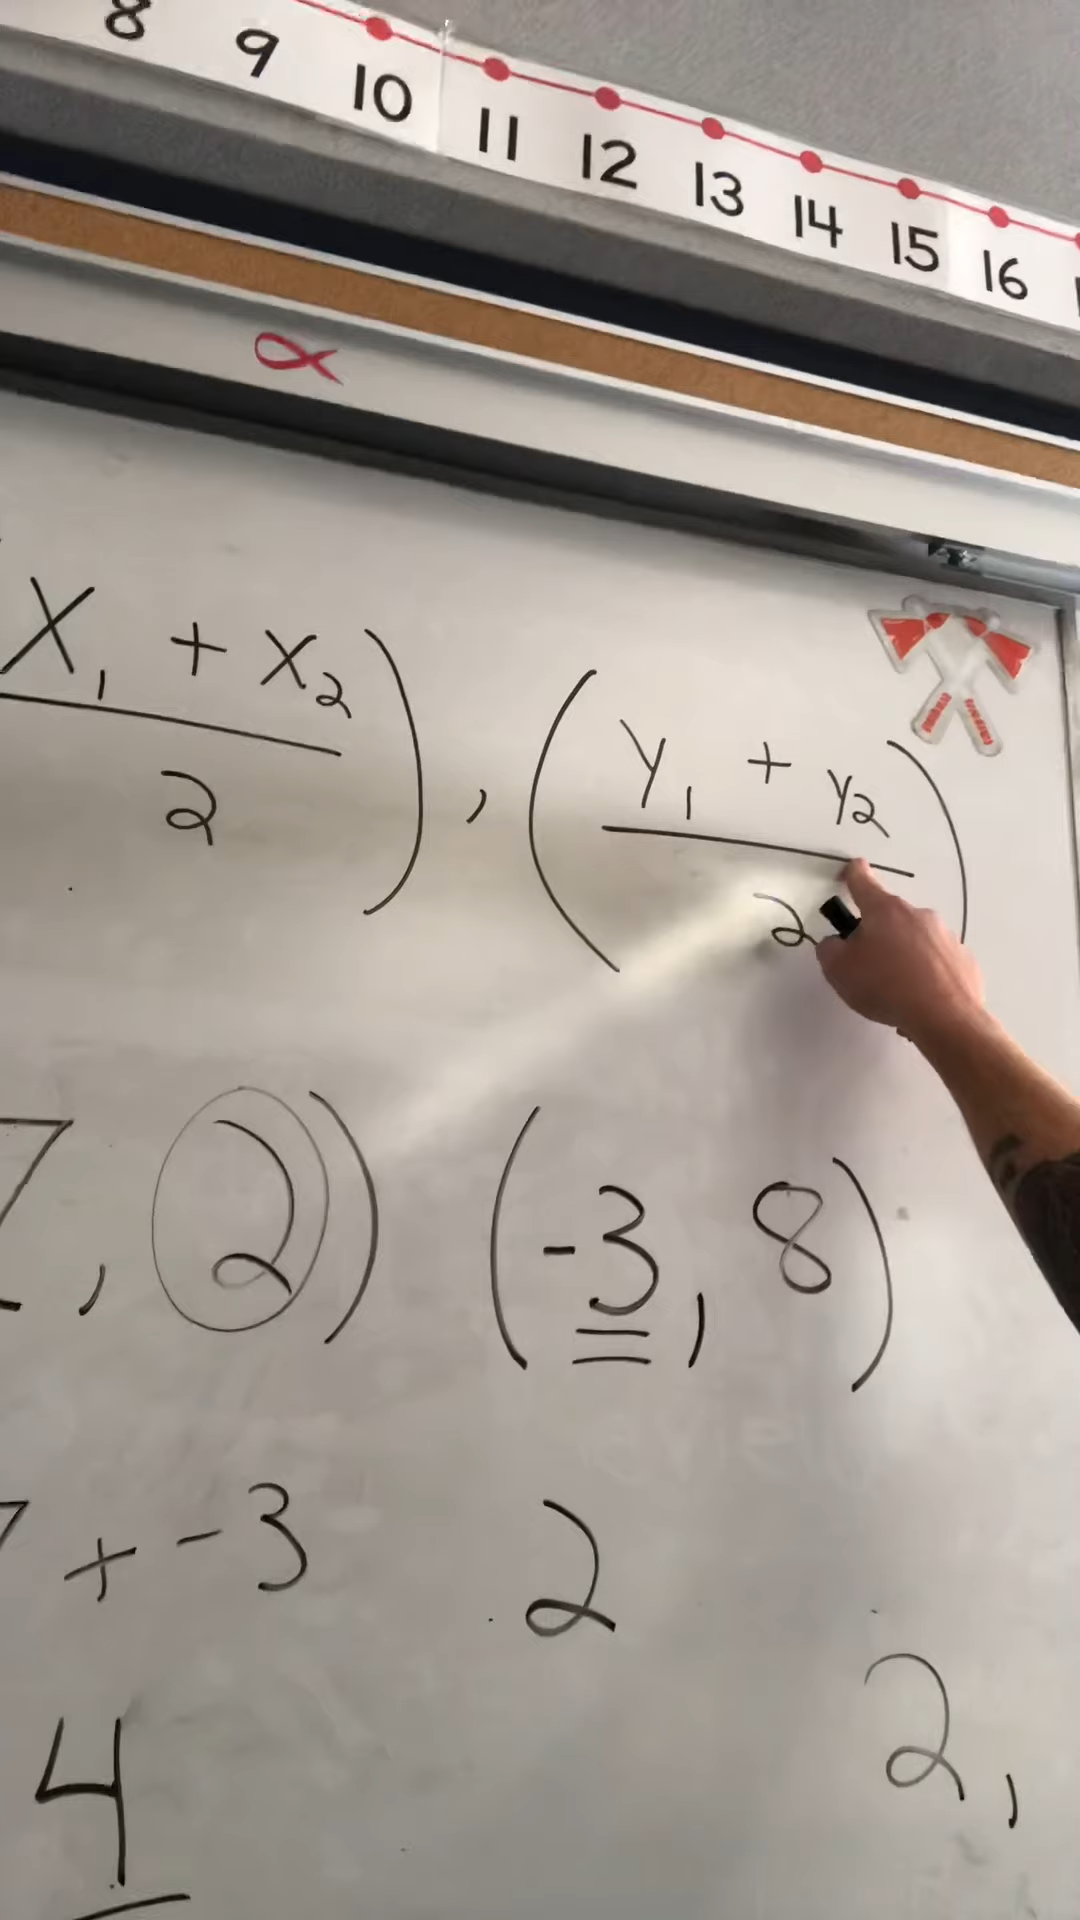 8 9 10 11 12 13 14 15 16
∝
X₁ + X₂ / 2 ) , ( Y₁ + Y₂ / 2 )
7 , 2 ) ( -3 , 8 )
7 + -3 2
4 2 ,